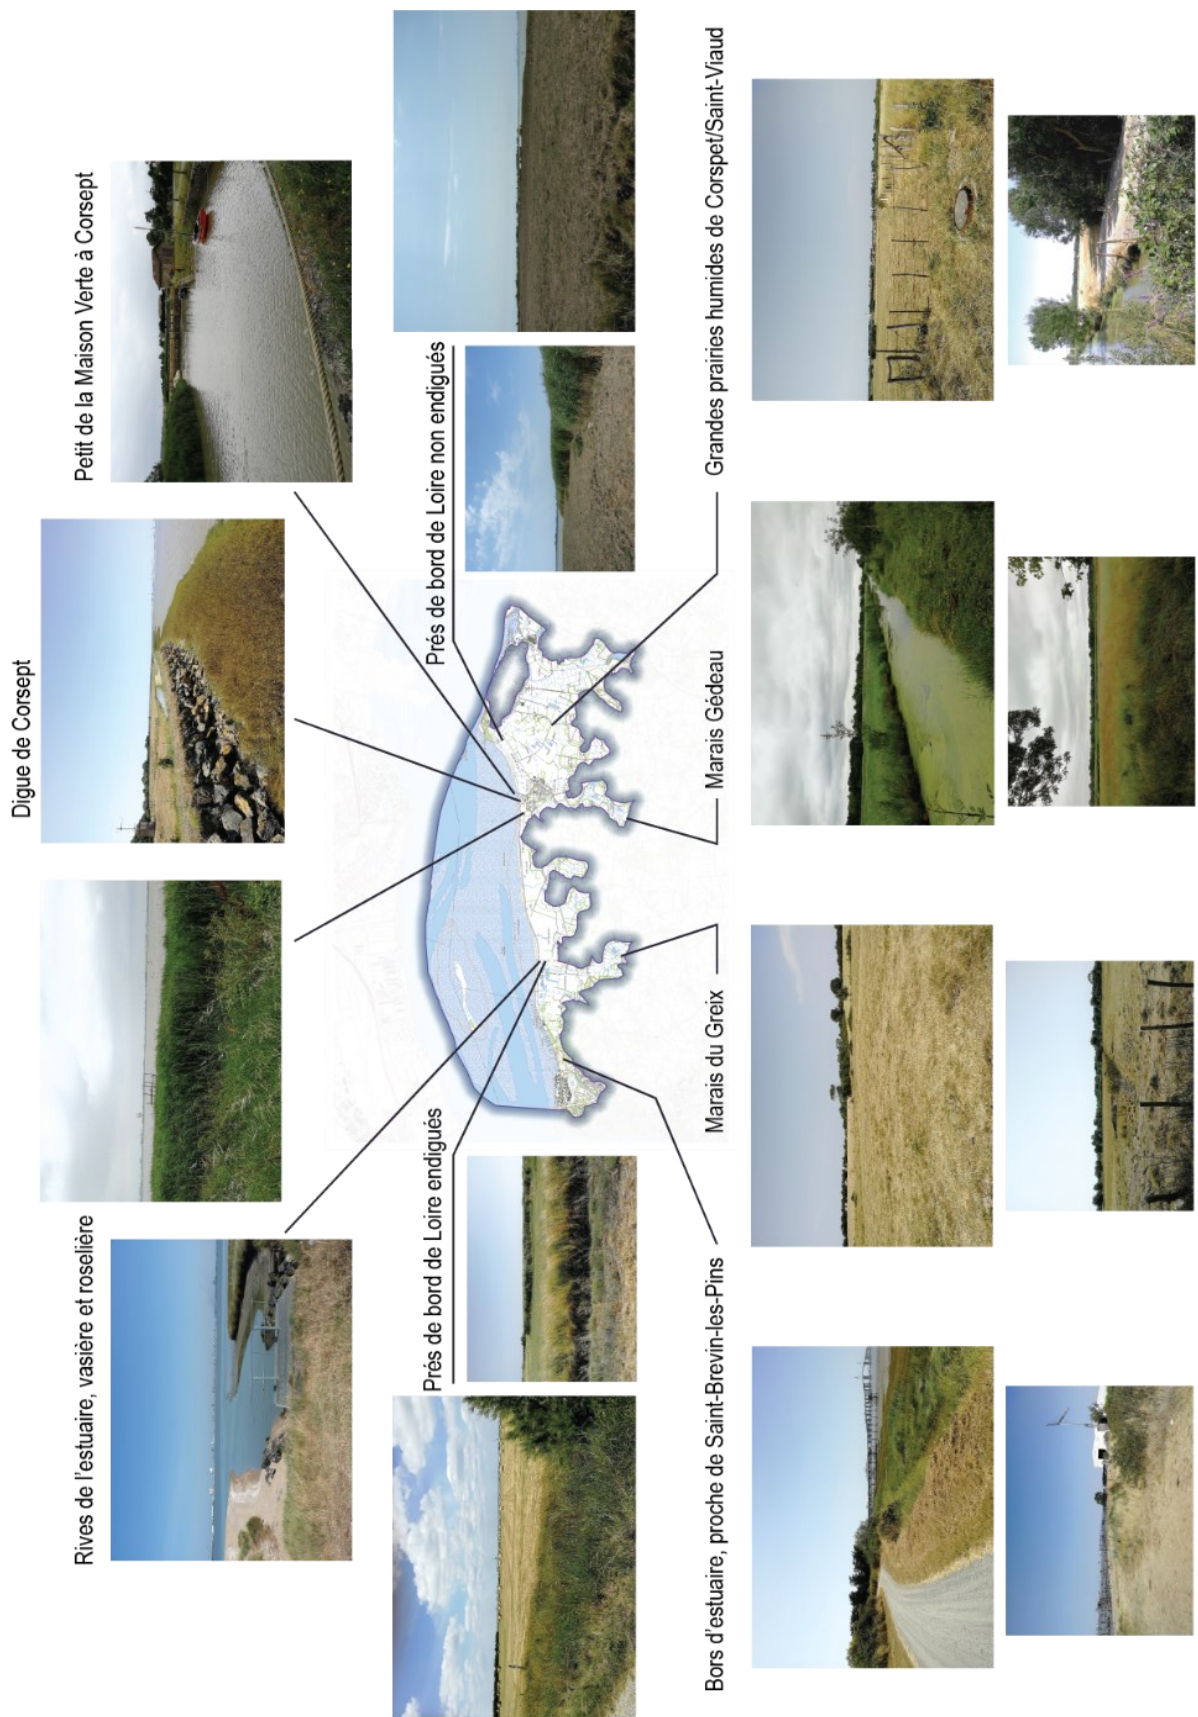 Rives de l'estuaire, vasière et roselière
Digue de Corsept
Petit de la Maison Verte à Corsept
Prés de bord de Loire endigués
Prés de bord de Loire non endigués
Bors d'estuaire, proche de Saint-Brevin-les-Pins
Marais du Greix
Marais Gédeau
Grandes prairies humides de Corspet/Saint-Viaud